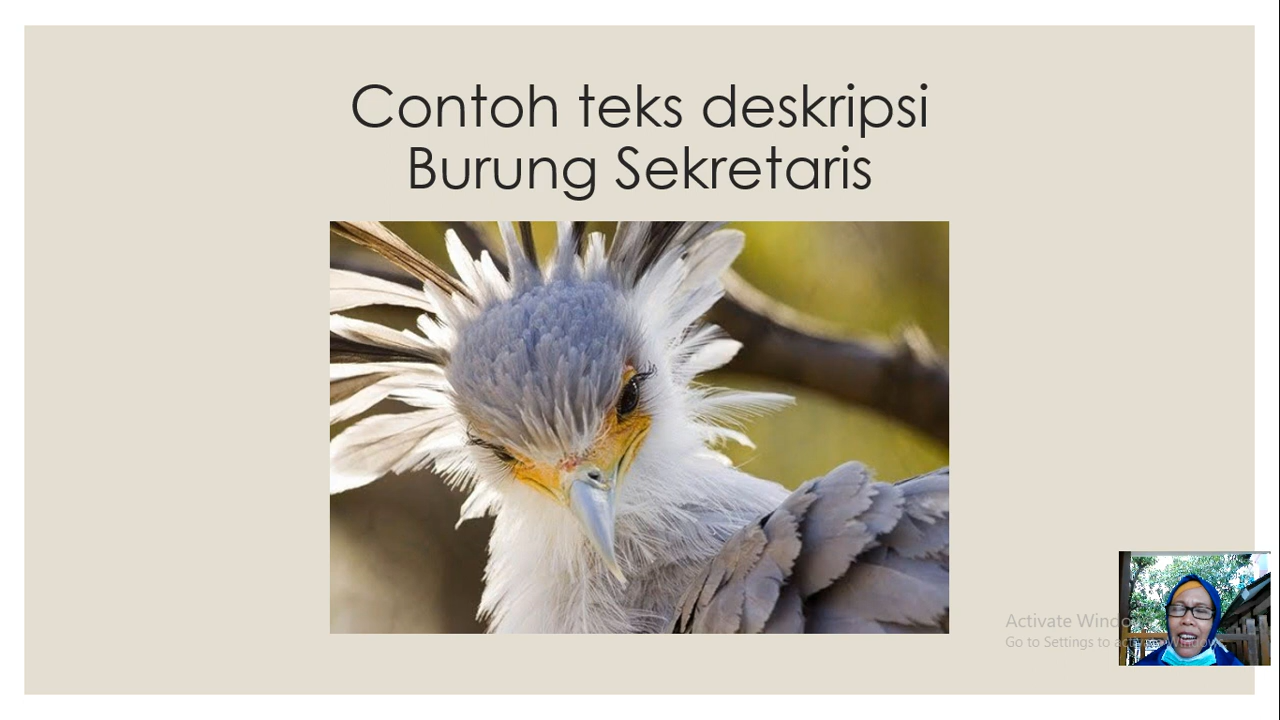 Contoh teks deskripsi
Burung Sekretaris
Activate Windo
Go to Settings to